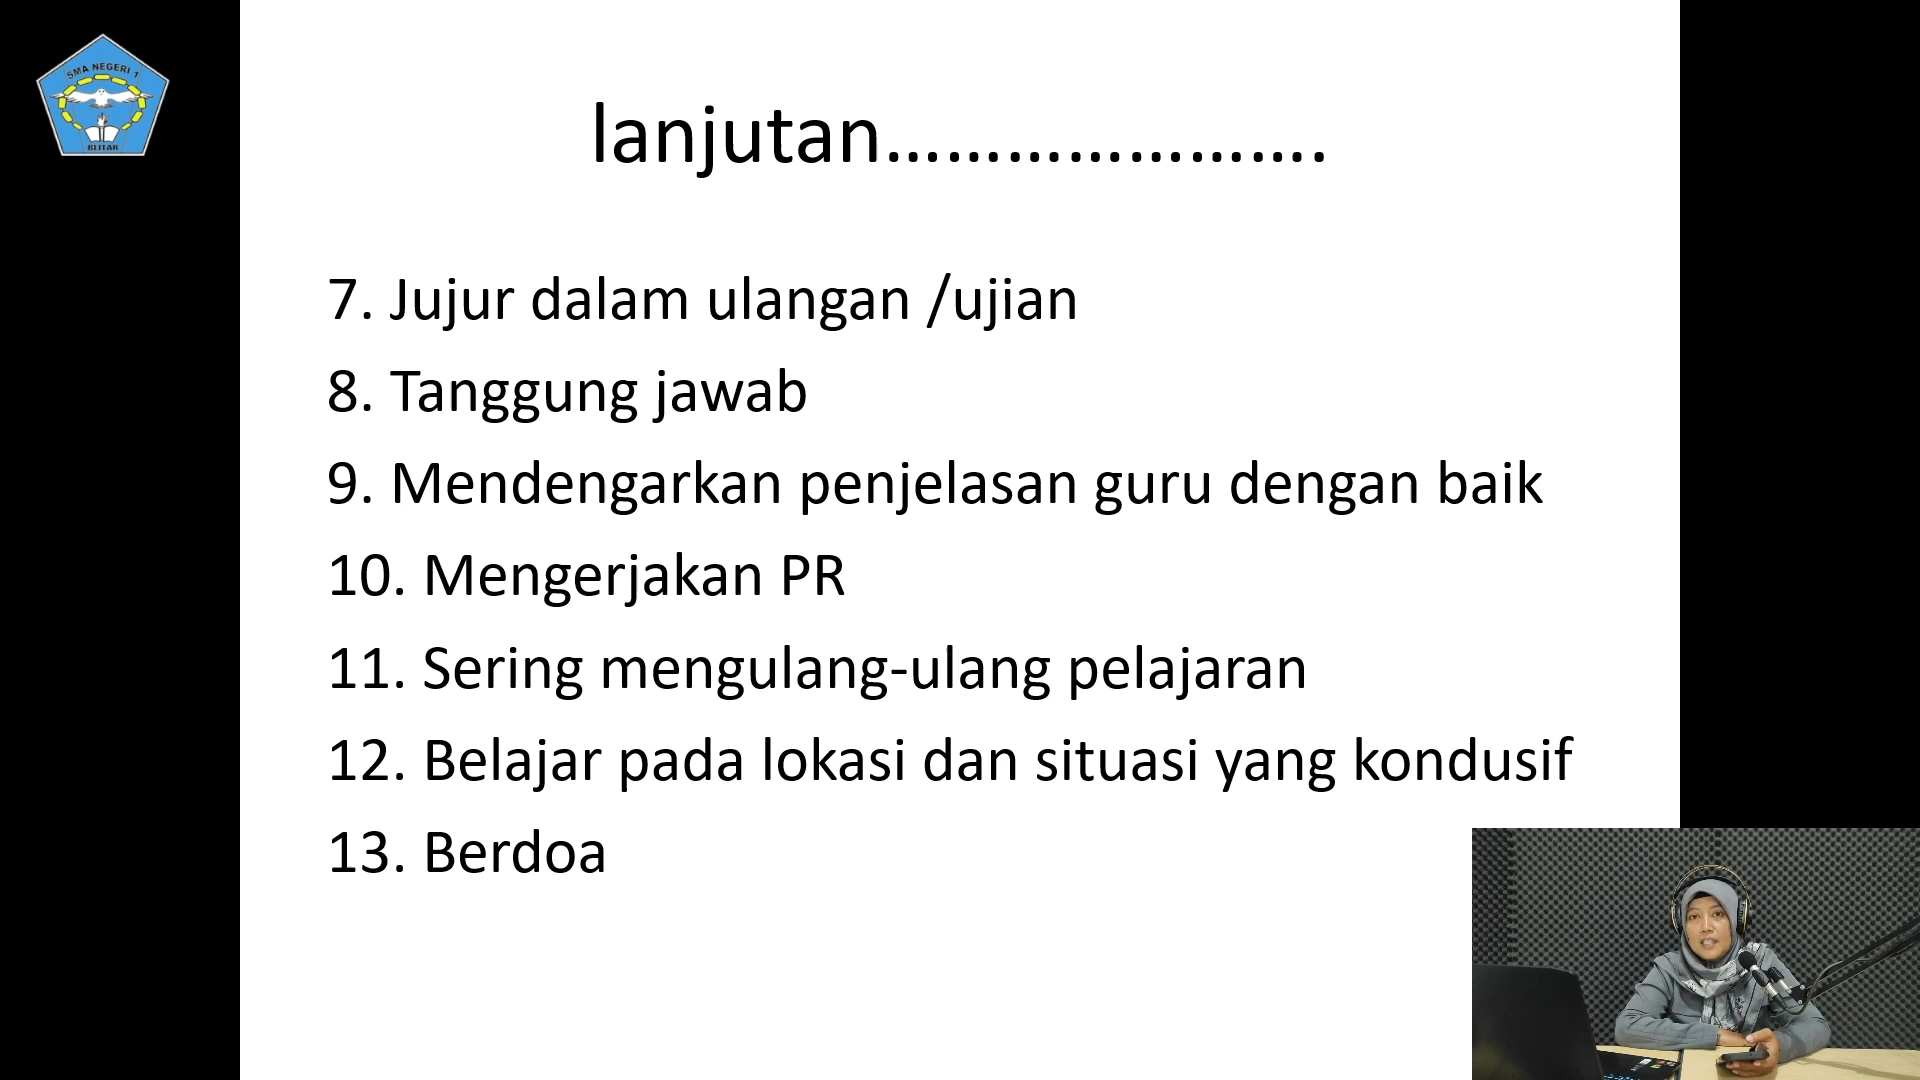 SMA NEGERI 1
BLITAR
lanjutan…………………….
7. Jujur dalam ulangan /ujian
8. Tanggung jawab
9. Mendengarkan penjelasan guru dengan baik
10. Mengerjakan PR
11. Sering mengulang-ulang pelajaran
12. Belajar pada lokasi dan situasi yang kondusif
13. Berdoa